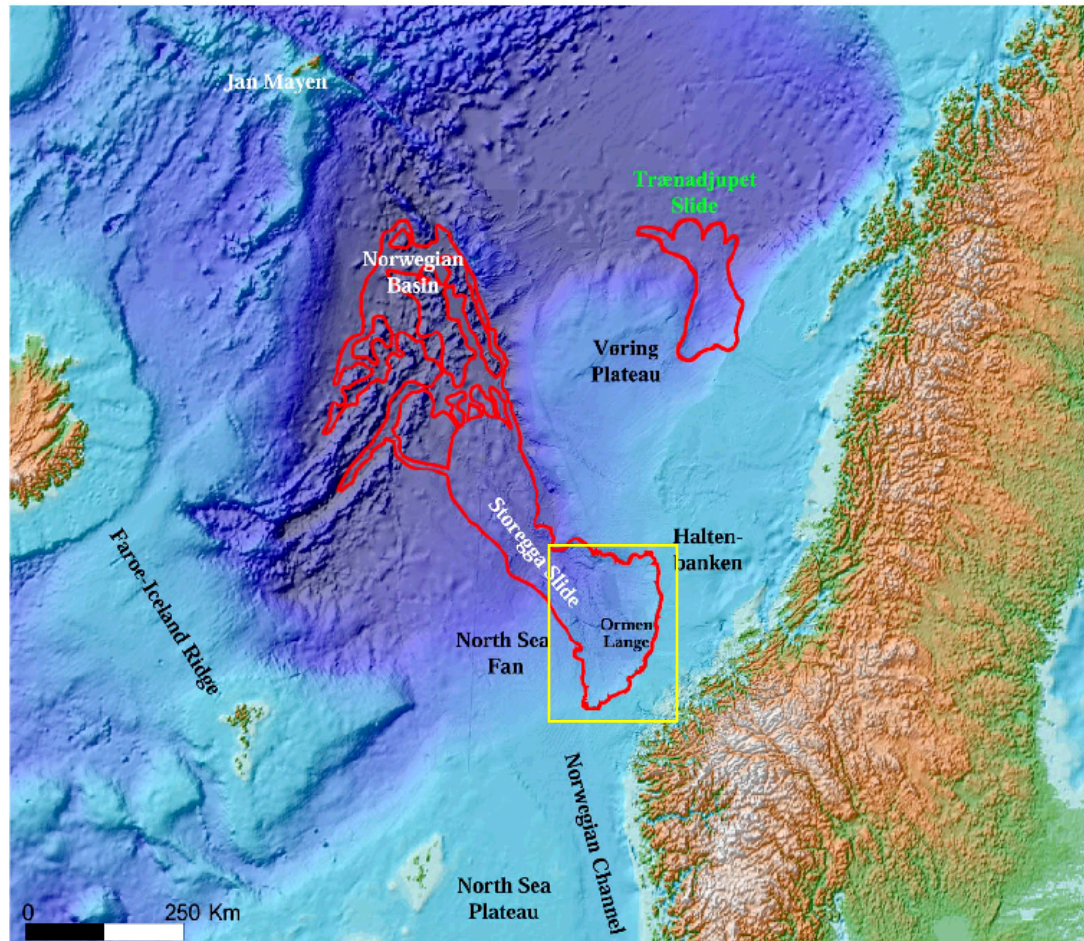 Jan Mayen
Trænadjupet
Slide
Norwegian
Basin
Vøring
Plateau
Storegga Slide
Halten-
banken
Faroe-Iceland Ridge
Ormen
Lange
North Sea
Fan
Norwegian Channel
North Sea
Plateau
0 250 Km